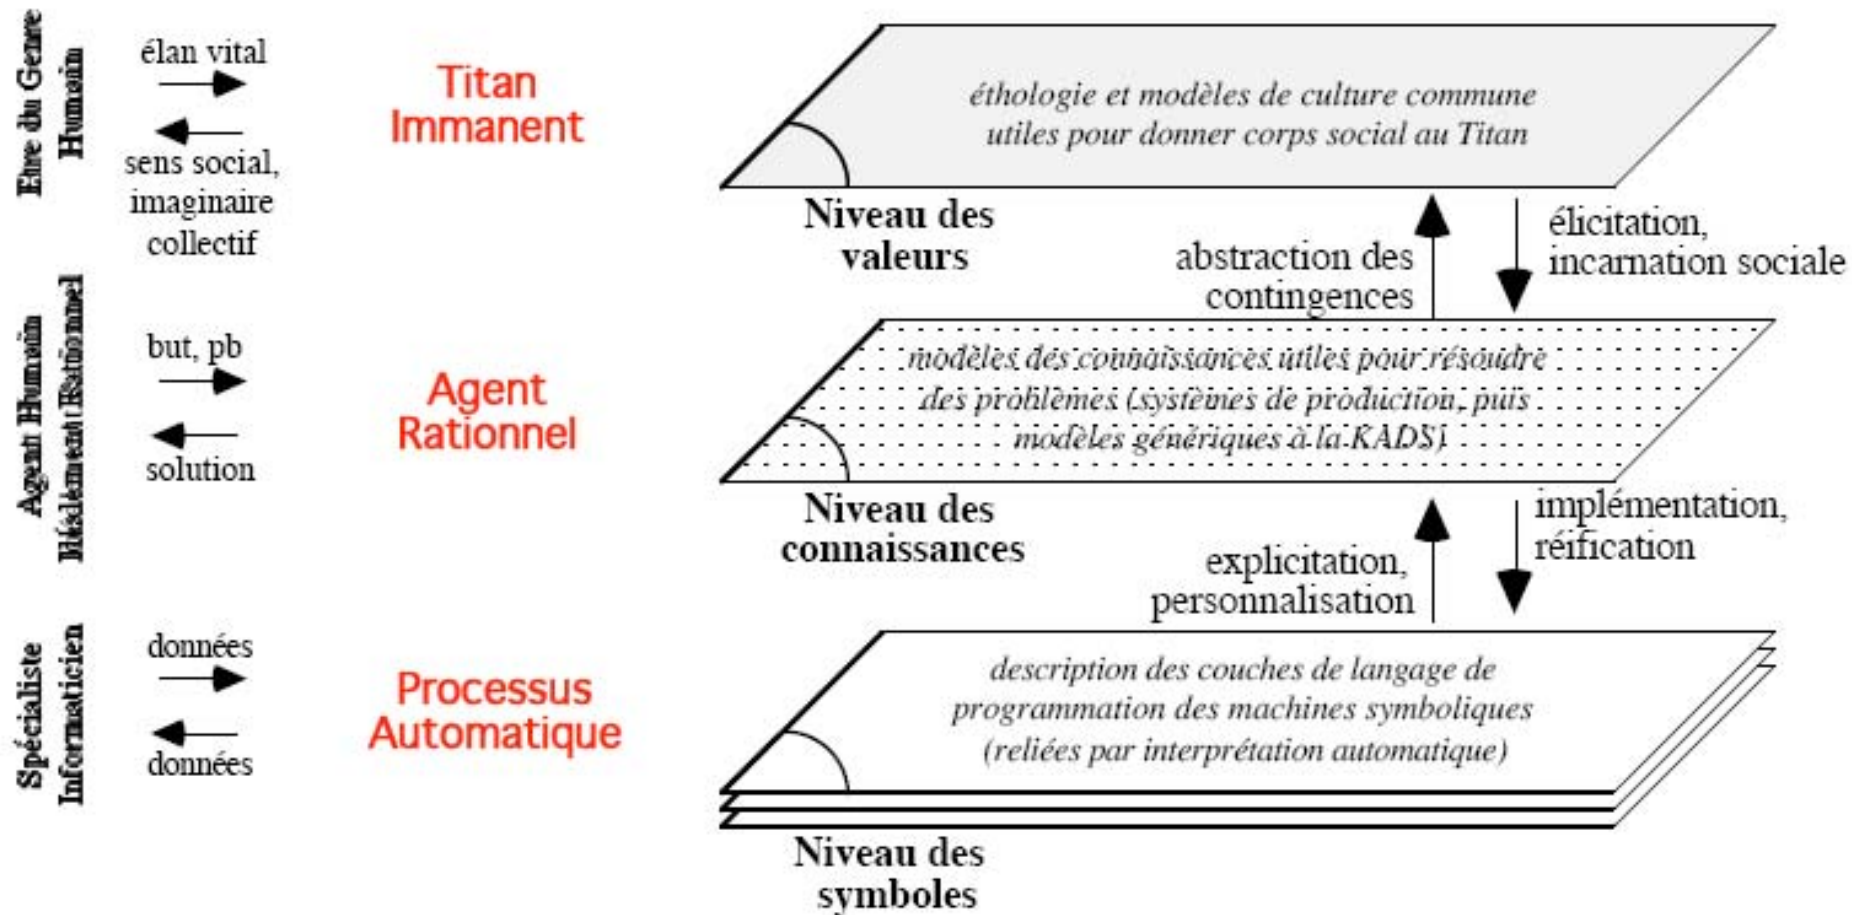 Etre du Genre
Humain
élan vital
sens social,
imaginaire
collectif
Titan
Immanent
éthologie et modèles de culture commune
utiles pour donner corps social au Titan
Niveau des
valeurs
abstraction des
contingences
élicitation,
incarnation sociale
Agent Humain
Rationnel
but, pb
solution
Agent
Rationnel
modèles des connaissances utiles pour résoudre
des problèmes (systèmes de production, puis
modèles génériques à la KADS)
Niveau des
connaissances
explicitation,
personnalisation
implémentation,
réification
Spécialiste
Informaticien
données
données
Processus
Automatique
description des couches de langage de
programmation des machines symboliques
(reliées par interprétation automatique)
Niveau des
symboles